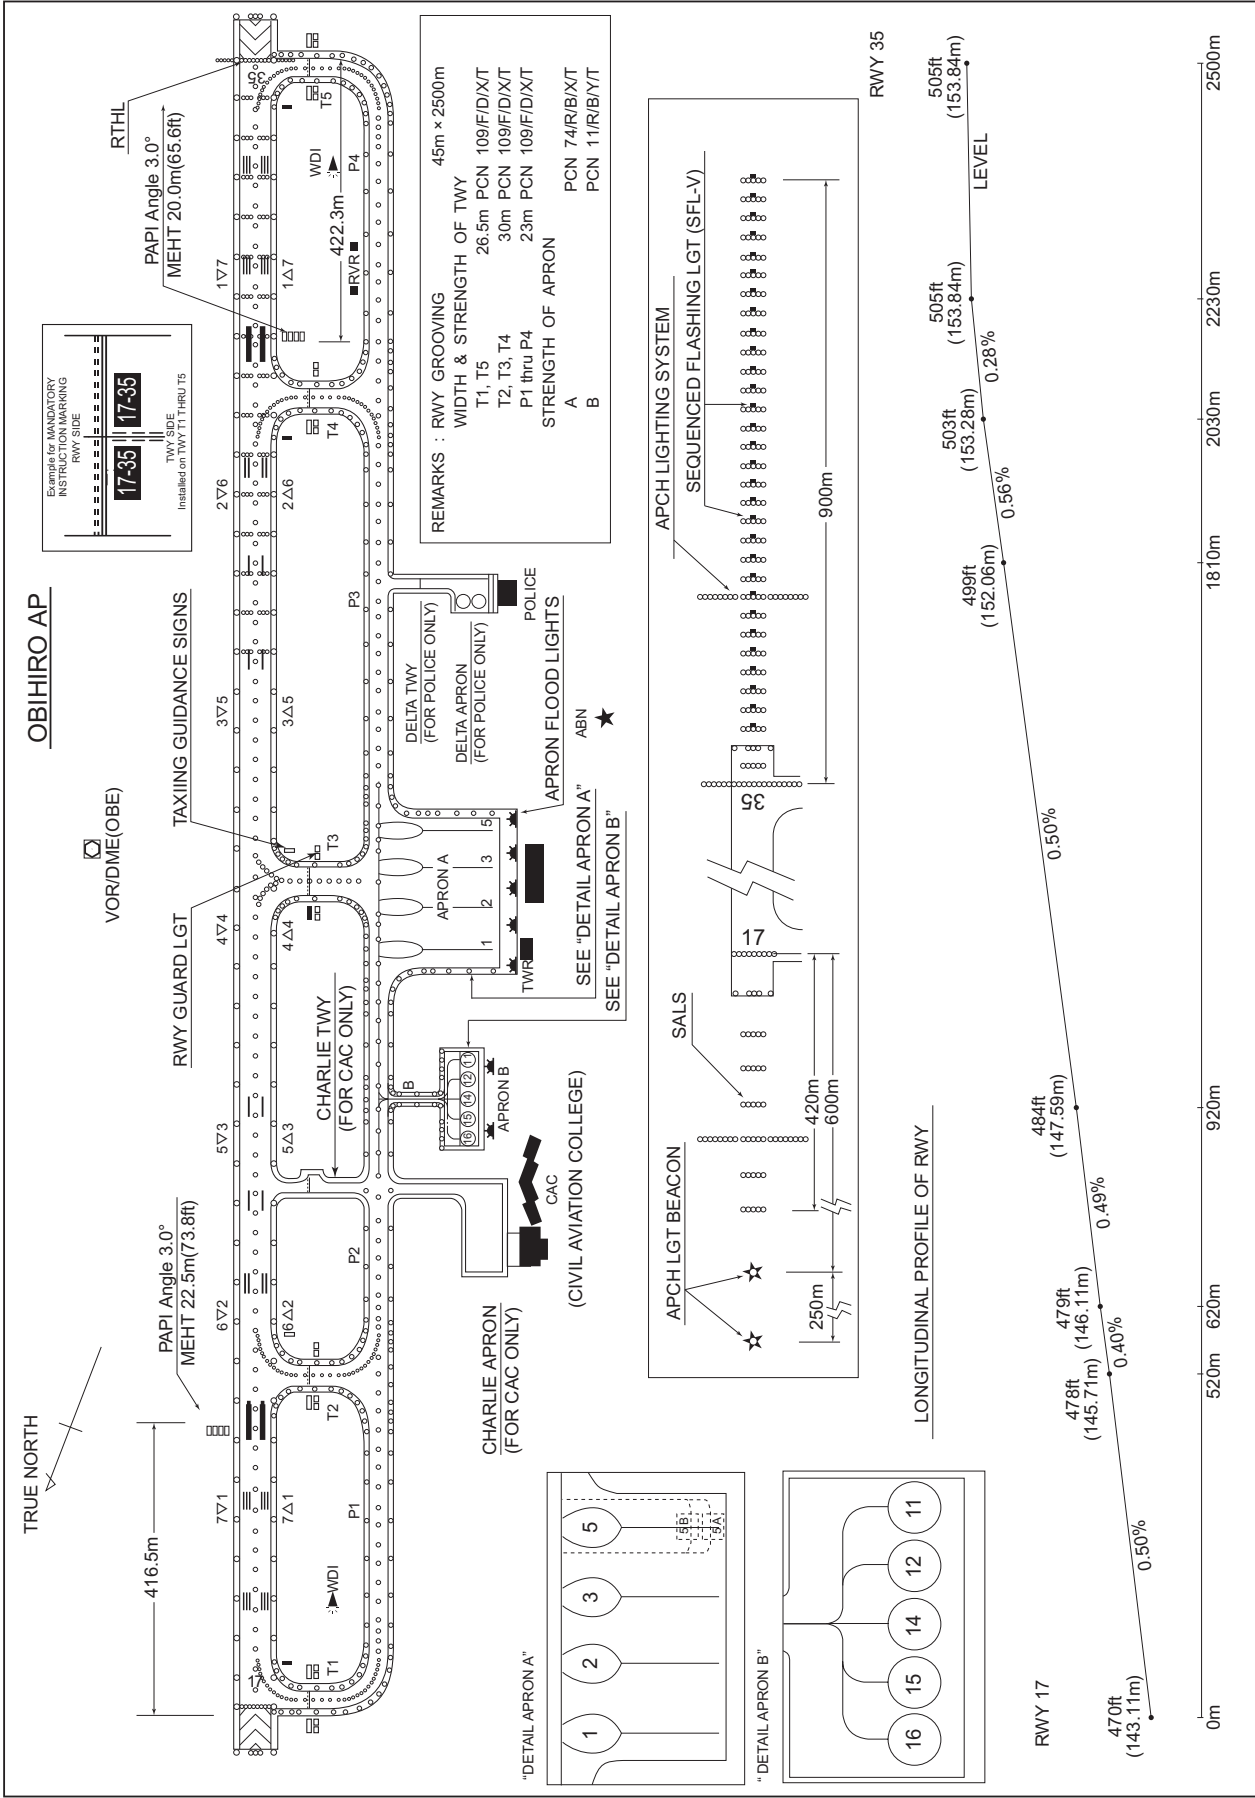 OBIHIRO AP
TRUE NORTH
416.5m
PAPI Angle 3.0°
MEHT 22.5m(73.8ft)
VOR/DME(OBE)
RWY GUARD LGT
TAXIING GUIDANCE SIGNS
Example for MANDATORY
INSTRUCTION MARKING
RWY SIDE
17-35
17-35
TWY SIDE
Installed on TWY T1 THRU T5
PAPI Angle 3.0°
MEHT 20.0m(65.6ft)
RTHL
7▽1
6▽2
5▽3
4▽4
3▽5
2▽6
1▽7
17
35
7△1
6△2
5△3
4△4
3△5
2△6
1△7
T1
T2
T3
T4
T5
WDI
WDI
422.3m
RVR
P1
P2
P3
P4
CHARLIE TWY
(FOR CAC ONLY)
B
16
15
14
12
11
APRON B
APRON A
1
2
3
5
TWR
CHARLIE APRON
(FOR CAC ONLY)
CAC
(CIVIL AVIATION COLLEGE)
DELTA TWY
(FOR POLICE ONLY)
DELTA APRON
(FOR POLICE ONLY)
POLICE
APRON FLOOD LIGHTS
ABN
SEE “DETAIL APRON A”
SEE “DETAIL APRON B”
REMARKS : RWY GROOVING 45m × 2500m
WIDTH & STRENGTH OF TWY
T1, T5 26.5m PCN 109/F/D/X/T
T2, T3, T4 30m PCN 109/F/D/X/T
P1 thru P4 23m PCN 109/F/D/X/T
STRENGTH OF APRON
A PCN 74/R/B/X/T
B PCN 11/R/B/Y/T
“DETAIL APRON A”
1
2
3
5
5B
5A
“ DETAIL APRON B”
16
15
14
12
11
APCH LGT BEACON
SALS
APCH LIGHTING SYSTEM
SEQUENCED FLASHING LGT (SFL-V)
17
35
250m
420m
600m
900m
LONGITUDINAL PROFILE OF RWY
RWY 17
RWY 35
470ft
(143.11m)
478ft
(145.71m)
479ft
(146.11m)
484ft
(147.59m)
499ft
(152.06m)
503ft
(153.28m)
505ft
(153.84m)
505ft
(153.84m)
0.50%
0.40%
0.49%
0.50%
0.56%
0.28%
LEVEL
0m
520m
620m
920m
1810m
2030m
2230m
2500m